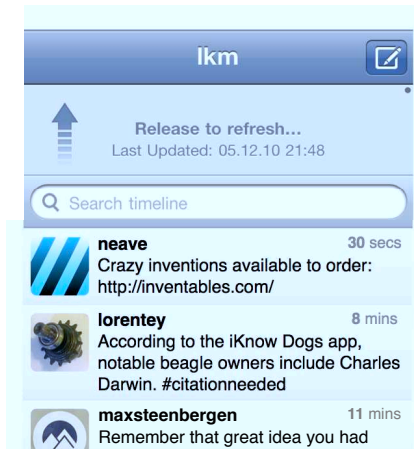 lkm
Release to refresh...
Last Updated: 05.12.10 21:48
Search timeline
neave 30 secs
Crazy inventions available to order:
http://inventables.com/
lorentey 8 mins
According to the iKnow Dogs app,
notable beagle owners include Charles
Darwin. #citationneeded
maxsteenbergen 11 mins
Remember that great idea you had